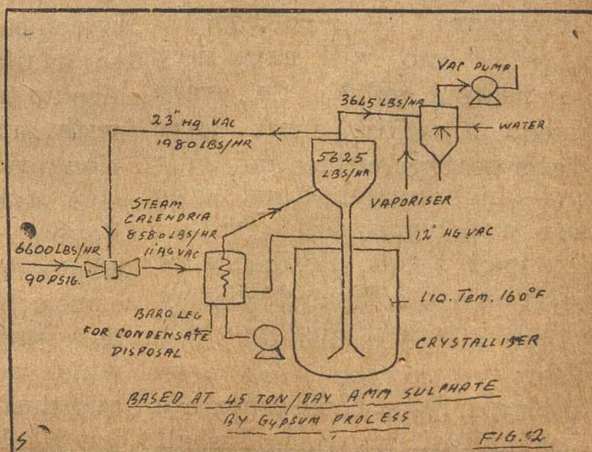 VAC PUMP
3645 LBS/HR
23" Hg VAC
1980 LBS/HR
WATER
5625
LBS/HR
VAPORISER
STEAM
CALENDRIA
8580 LBS/HR
11" HG VAC
12" HG VAC
6600 LBS/HR
90 PSIG.
LIQ. Tem. 160°F
BARO LEG
FOR CONDENSATE
DISPOSAL
CRYSTALLISER
BASED AT 45 TON/DAY AMM SULPHATE
BY GYPSUM PROCESS
FIG. 2